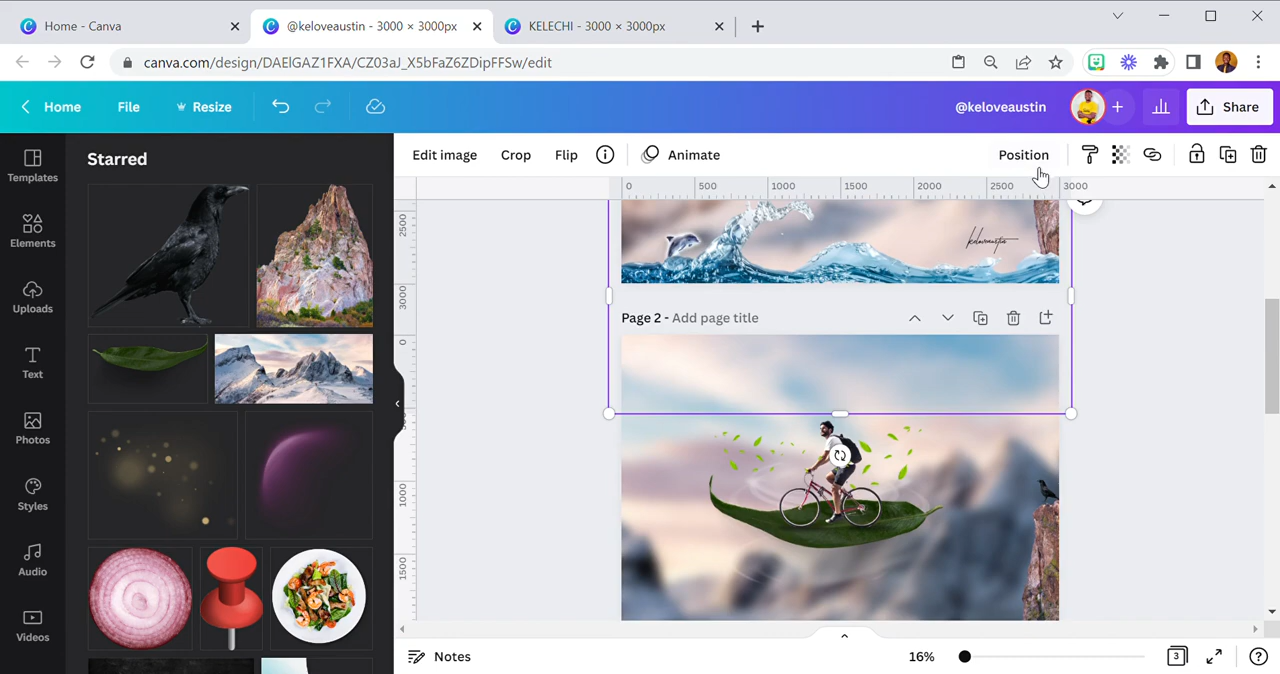 Home - Canva
@keloveaustin - 3000 × 3000px
KELECHI - 3000 × 3000px
canva.com/design/DAElGAZ1FXA/CZ03aJ_X5bFaZ6ZDipFFSw/edit
Home
File
Resize
@keloveaustin
Share
Templates
Elements
Uploads
Text
Photos
Styles
Audio
Videos
Starred
Edit image
Crop
Flip
Animate
Position
0 500 1000 1500 2000 2500 3000
2500
3000
0
1000
1500
keloveaustin
Page 2 - Add page title
Notes
16%
3